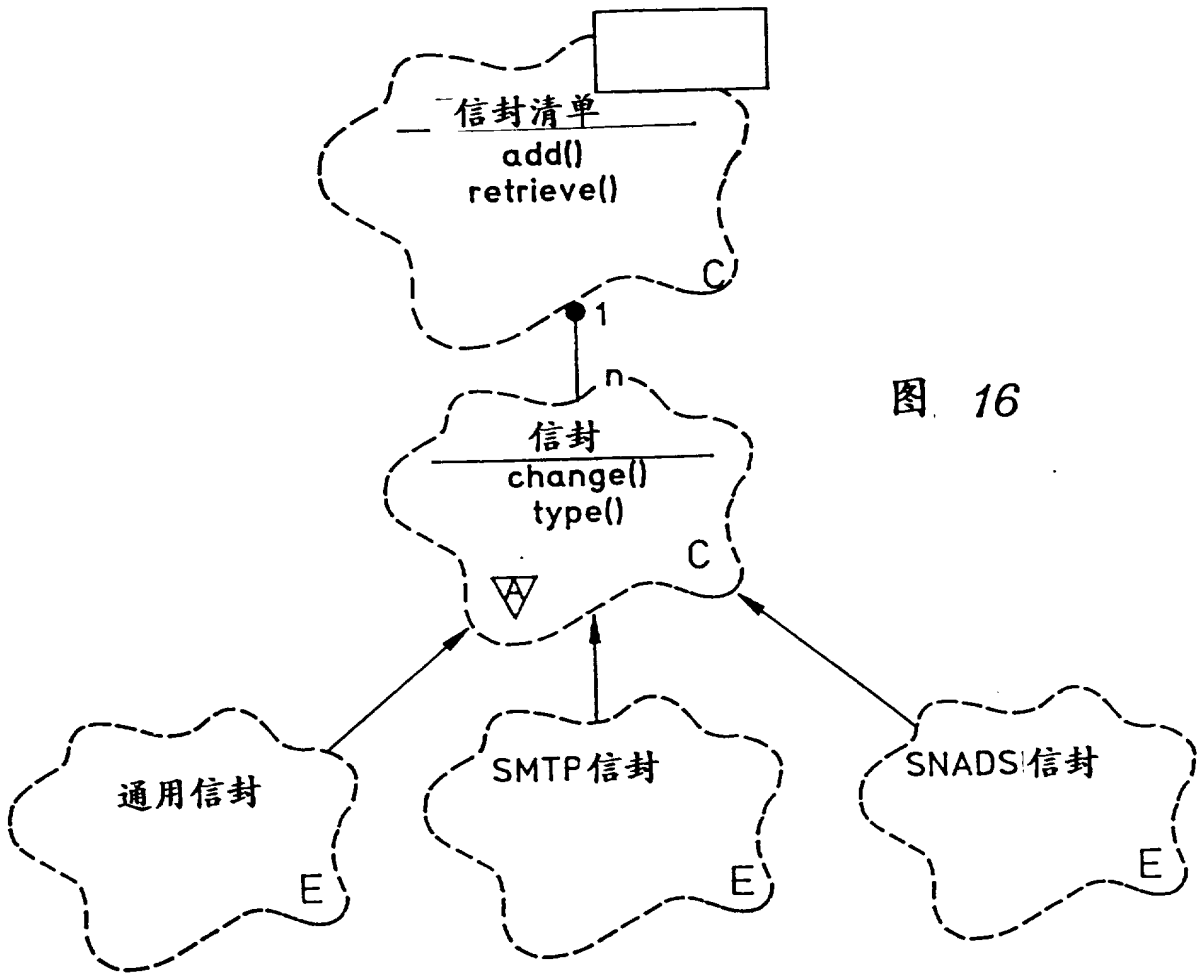 信封清单
add()
retrieve()
C
1
n
图 16
信封
change()
type()
C
A
通用信封
E
SMTP信封
E
SNADS信封
E